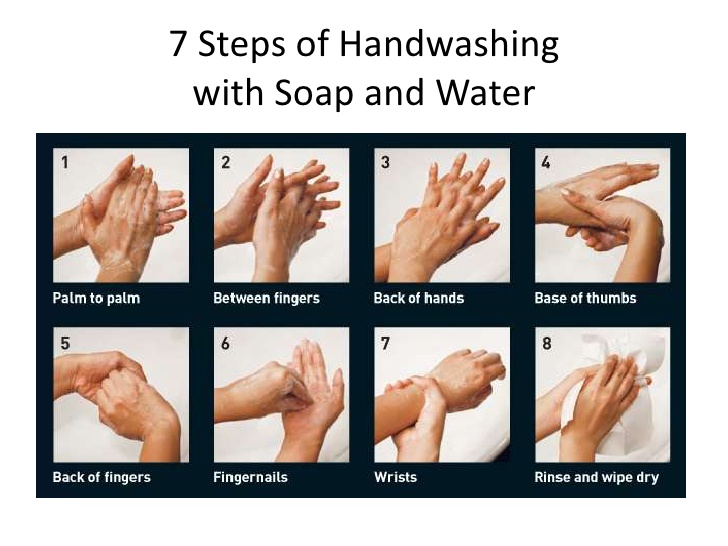 7 Steps of Handwashing
with Soap and Water
1
2
3
4
Palm to palm
Between fingers
Back of hands
Base of thumbs
5
6
7
8
Back of fingers
Fingernails
Wrists
Rinse and wipe dry